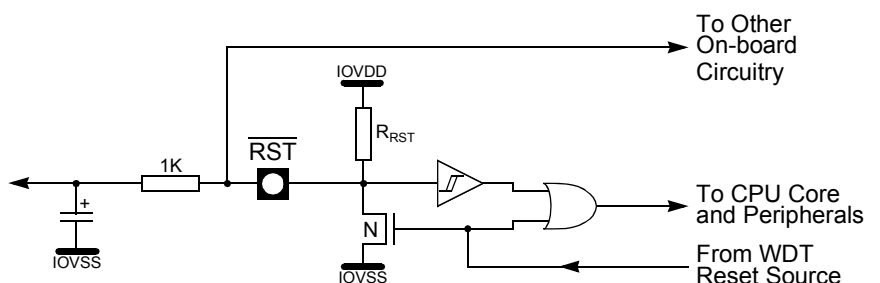 To Other
On-board
Circuitry
IOVDD
R_RST
RST
1K
+
N
IOVSS
IOVSS
To CPU Core
and Peripherals
From WDT
Reset Source